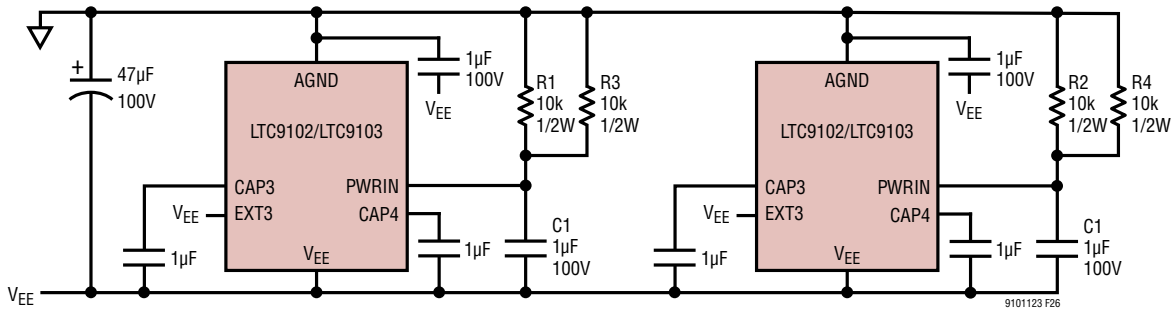 +
47µF
100V
AGND
LTC9102/LTC9103
CAP3
EXT3
PWRIN
CAP4
VEE
VEE
1µF
1µF
100V
VEE
R1
10k
1/2W
R3
10k
1/2W
1µF
C1
1µF
100V
AGND
LTC9102/LTC9103
CAP3
EXT3
PWRIN
CAP4
VEE
VEE
1µF
1µF
100V
VEE
R2
10k
1/2W
R4
10k
1/2W
1µF
C1
1µF
100V
VEE
9101123 F26